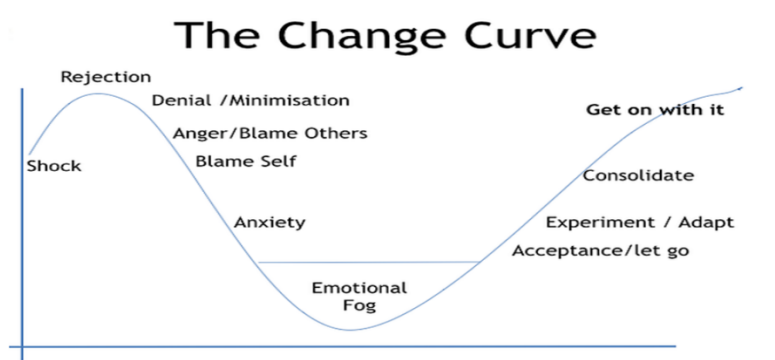 The Change Curve
Rejection
Denial /Minimisation
Anger/Blame Others
Blame Self
Shock
Anxiety
Emotional
Fog
Get on with it
Consolidate
Experiment / Adapt
Acceptance/let go